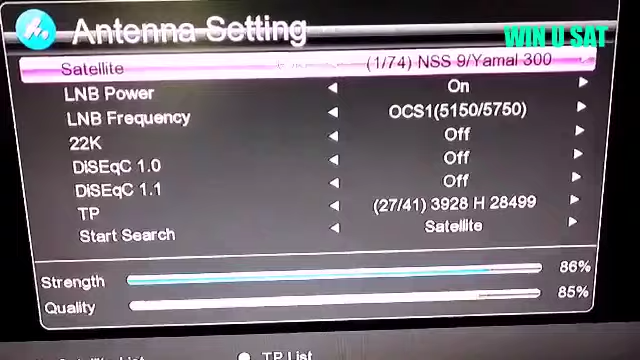 Antenna Setting
WIN U SAT
Satellite (1/74) NSS 9/Yamal 300
LNB Power On
LNB Frequency OCS1(5150/5750)
22K Off
DiSEqC 1.0 Off
DiSEqC 1.1 Off
TP (27/41) 3928 H 28499
Start Search Satellite
Strength 86%
Quality 85%
Satellite List TP List